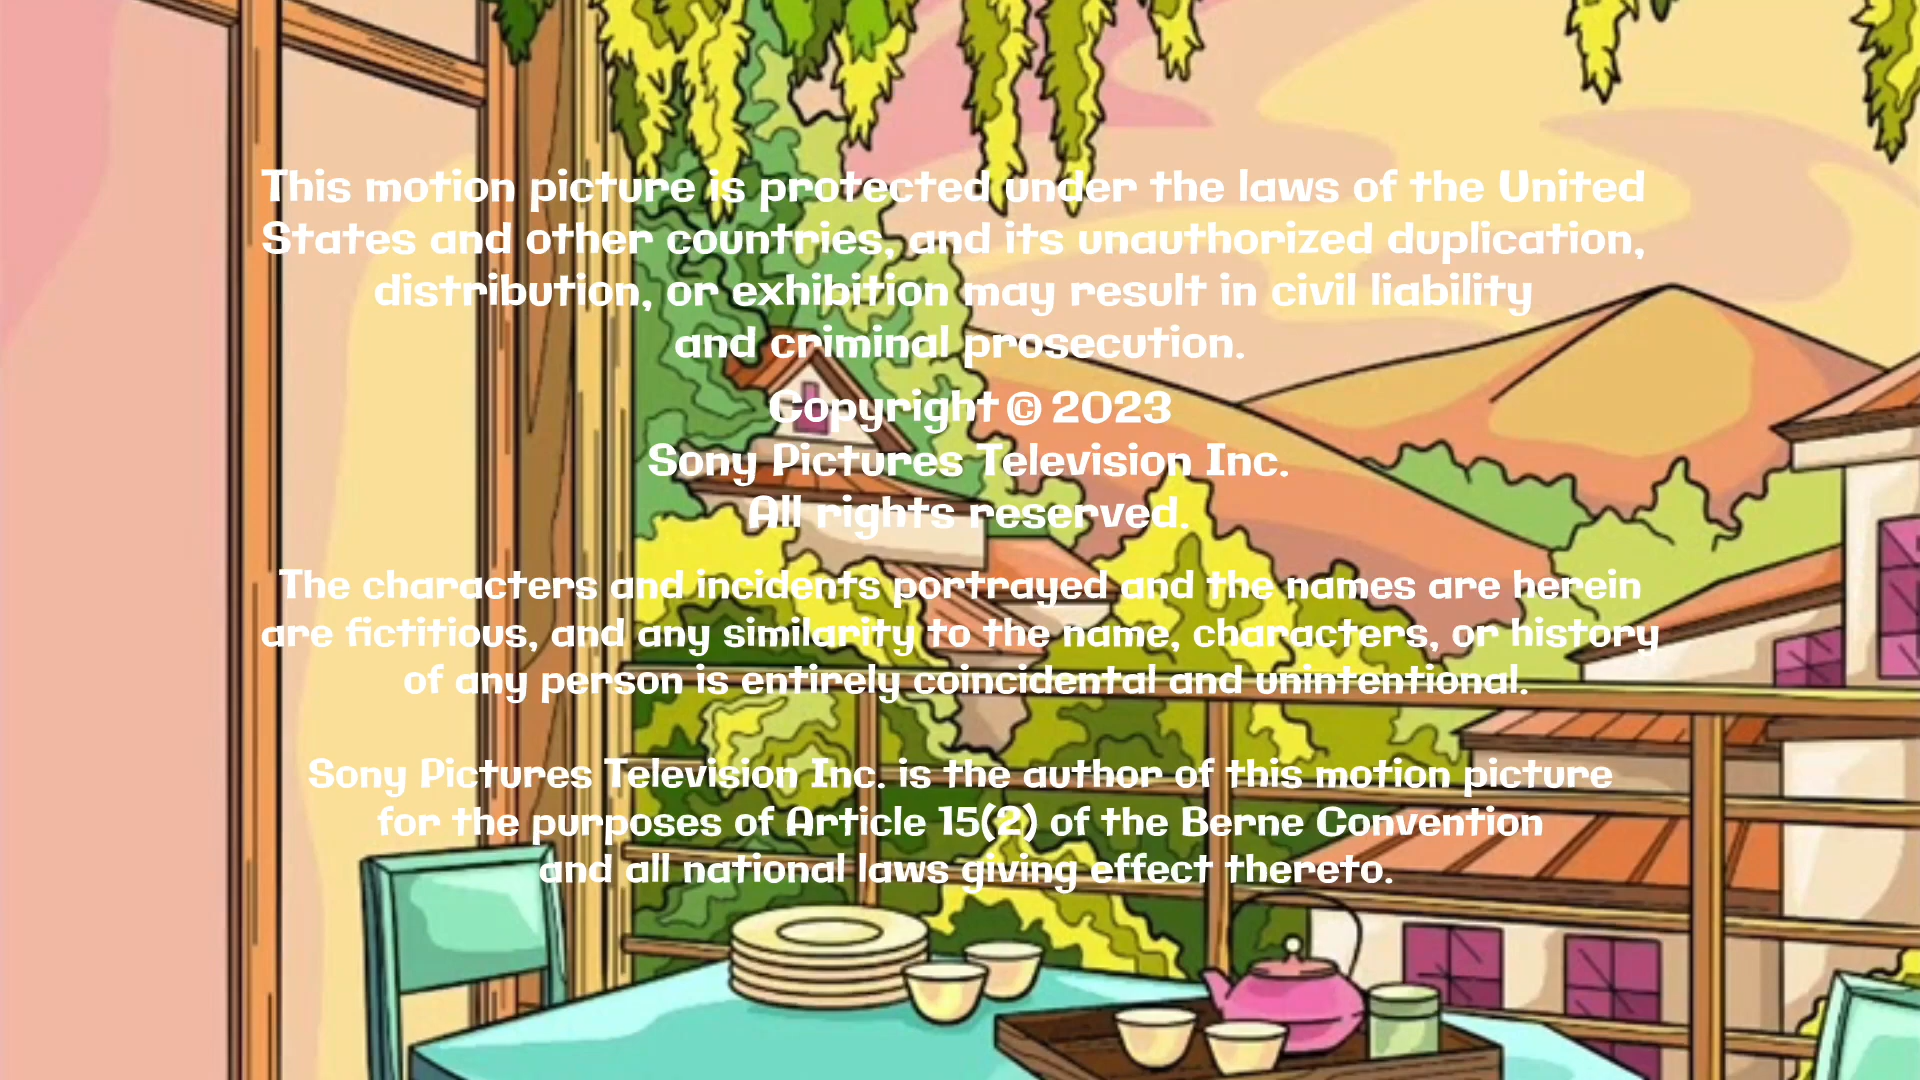 This motion picture is protected under the laws of the United
States and other countries, and its unauthorized duplication,
distribution, or exhibition may result in civil liability
and criminal prosecution.
Copyright © 2023
Sony Pictures Television Inc.
All rights reserved.
The characters and incidents portrayed and the names are herein
are fictitious, and any similarity to the name, characters, or history
of any person is entirely coincidental and unintentional.
Sony Pictures Television Inc. is the author of this motion picture
for the purposes of Article 15(2) of the Berne Convention
and all national laws giving effect thereto.